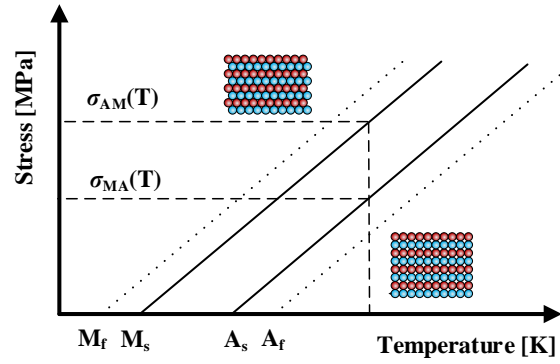 Stress [MPa]
σAM(T)
σMA(T)
Mf Ms As Af Temperature [K]